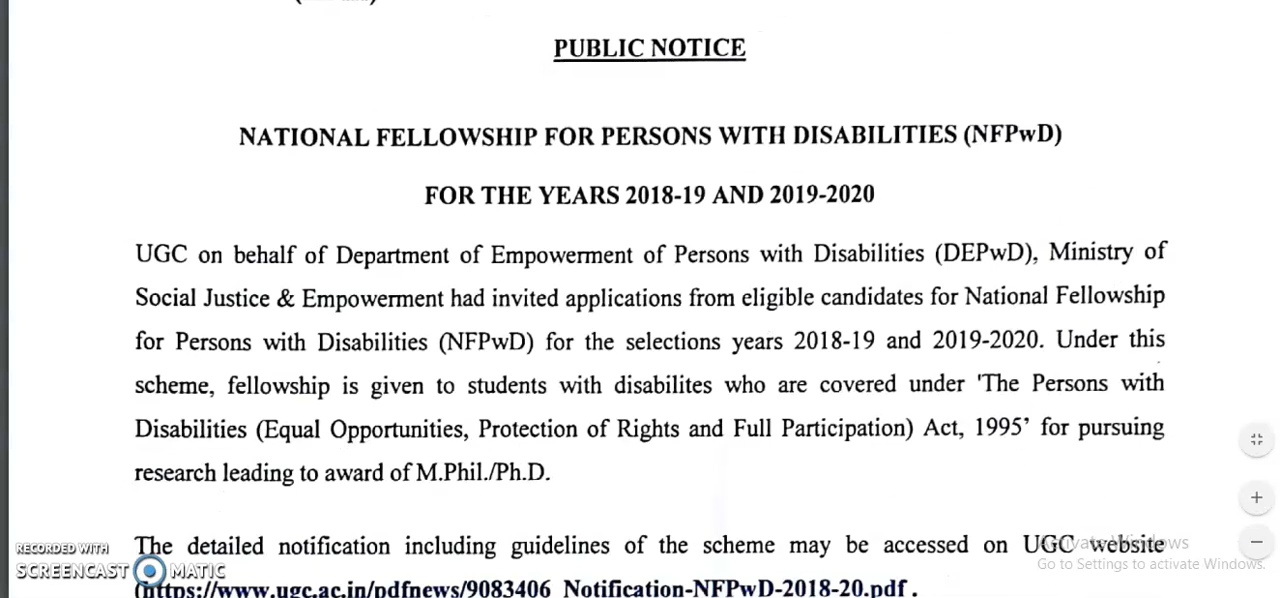 PUBLIC NOTICE
NATIONAL FELLOWSHIP FOR PERSONS WITH DISABILITIES (NFPwD)
FOR THE YEARS 2018-19 AND 2019-2020
UGC on behalf of Department of Empowerment of Persons with Disabilities (DEPwD), Ministry of
Social Justice & Empowerment had invited applications from eligible candidates for National Fellowship
for Persons with Disabilities (NFPwD) for the selections years 2018-19 and 2019-2020. Under this
scheme, fellowship is given to students with disabilites who are covered under 'The Persons with
Disabilities (Equal Opportunities, Protection of Rights and Full Participation) Act, 1995’ for pursuing
research leading to award of M.Phil./Ph.D.
The detailed notification including guidelines of the scheme may be accessed on UGC website
(https://www.ugc.ac.in/pdfnews/9083406_Notification-NFPwD-2018-20.pdf .
Activate Windows
Go to Settings to activate Windows.
RECORDED WITH
SCREENCAST MATIC